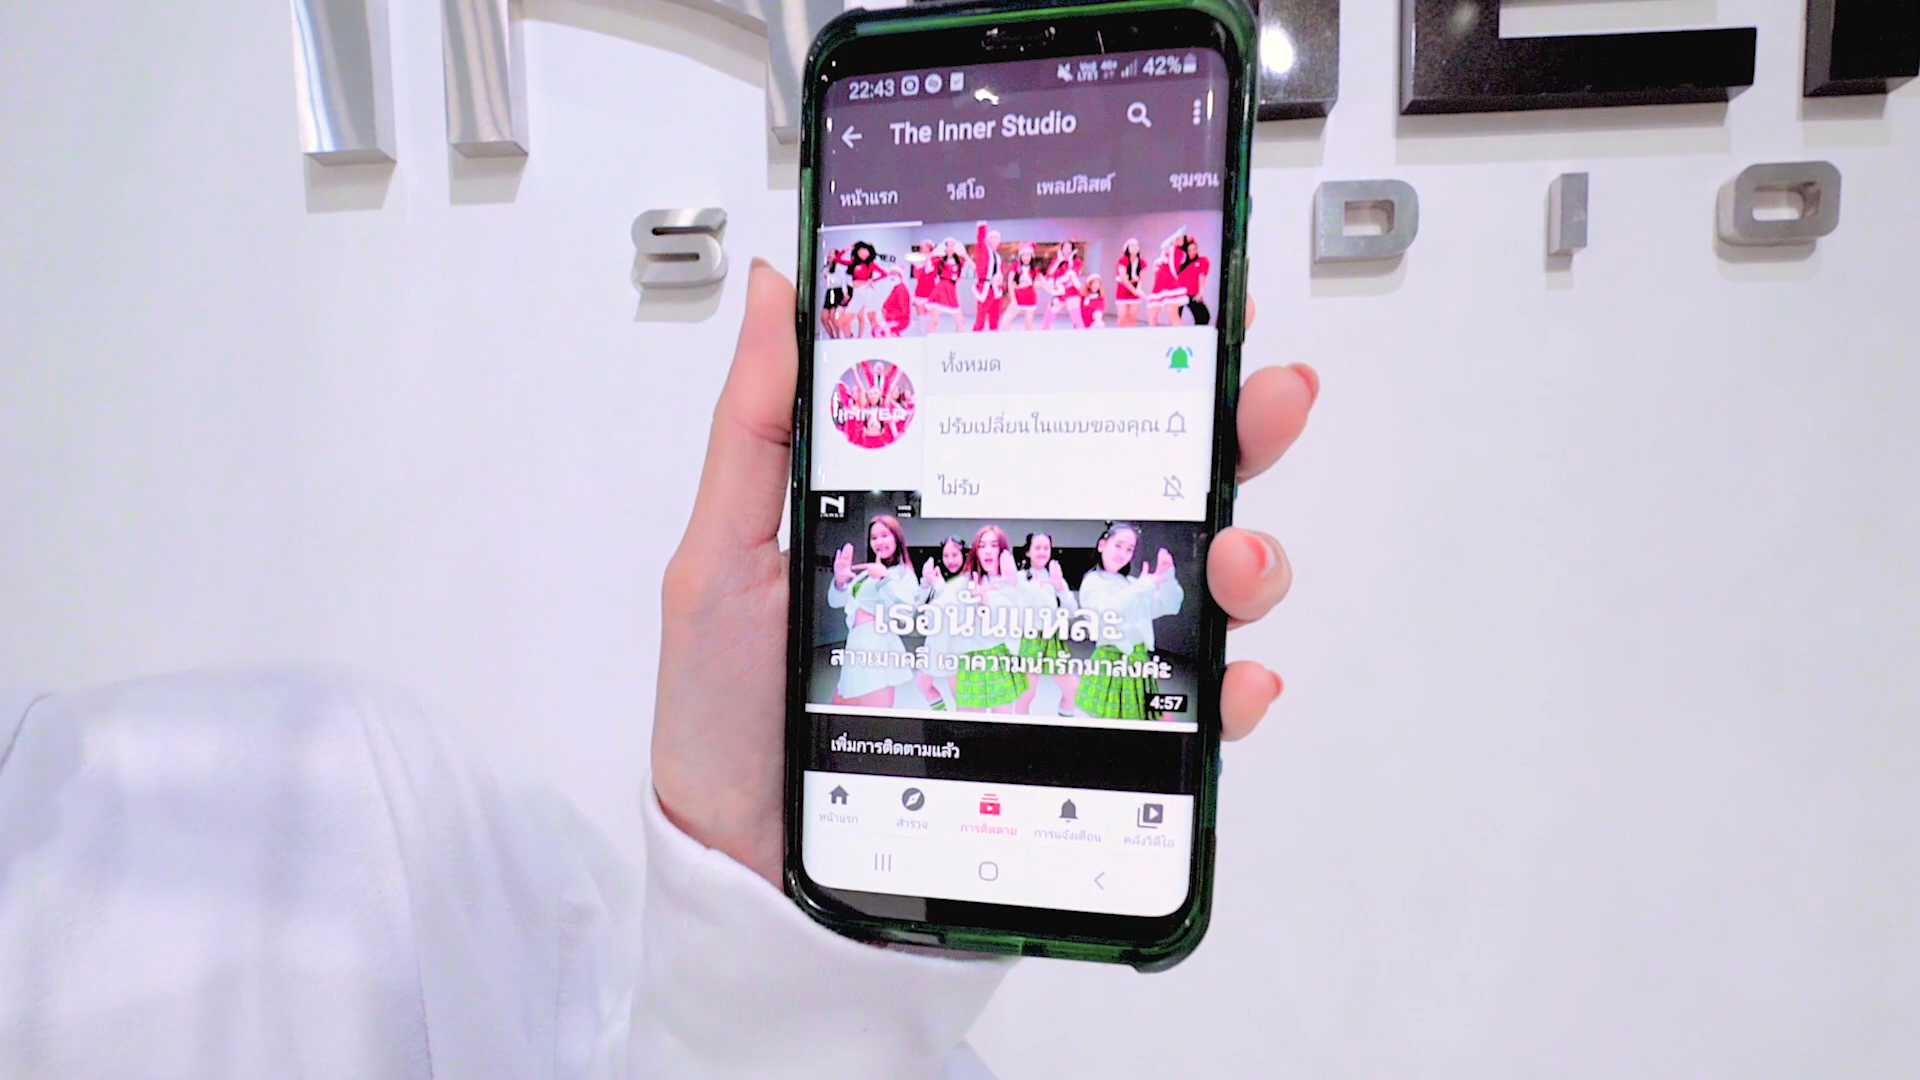 INNER
S DIO
22:43 42%
The Inner Studio
หน้าแรก วิดีโอ เพลย์ลิสต์ ชุมชน
ทั้งหมด
INNER
ปรับเปลี่ยนในแบบของคุณ
ไม่รับ
เธอนั่นแหละ
สาวเมาคลี เอาความน่ารักมาส่งค่ะ
4:57
เพิ่มการติดตามแล้ว
หน้าแรก สำรวจ การติดตาม การแจ้งเตือน คลังวิดีโอ